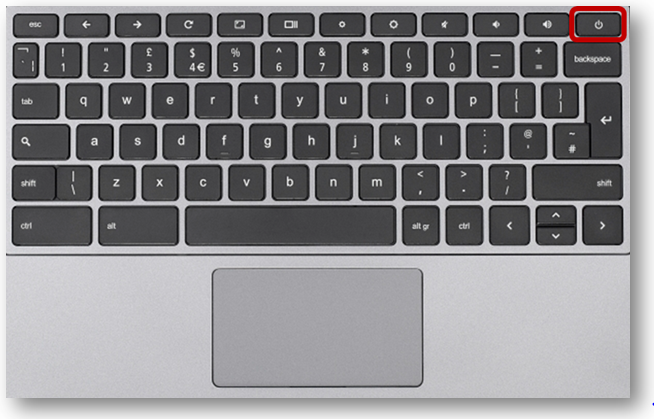 esc
¬ ` ¦ ! 1 " 2 £ 3 $ 4 € % 5 ^ 6 & 7 * 8 ( 9 ) 0 — - + = backspace
tab q w e r t y u i o p { [ } ]
a s d f g h j k l : ; @ ' ~ #
shift | \ z x c v b n m < , > . ? / shift
ctrl alt alt gr ctrl